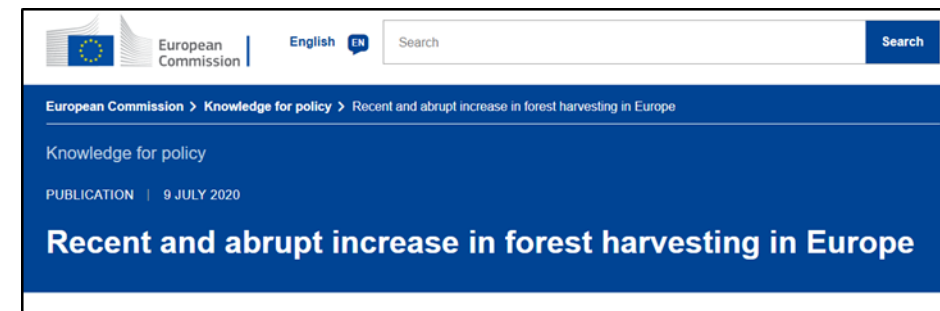 European
Commission
English EN
Search
Search
European Commission > Knowledge for policy > Recent and abrupt increase in forest harvesting in Europe
Knowledge for policy
PUBLICATION | 9 JULY 2020
Recent and abrupt increase in forest harvesting in Europe